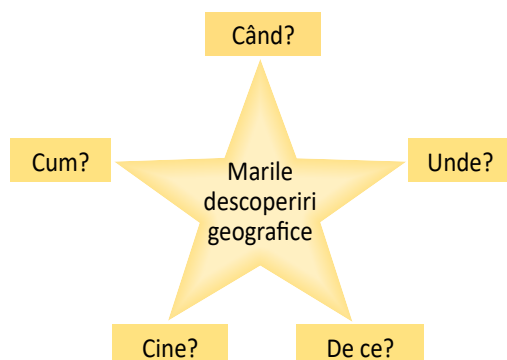 Când?
Cum?
Unde?
Marile
descoperiri
geografice
Cine?
De ce?